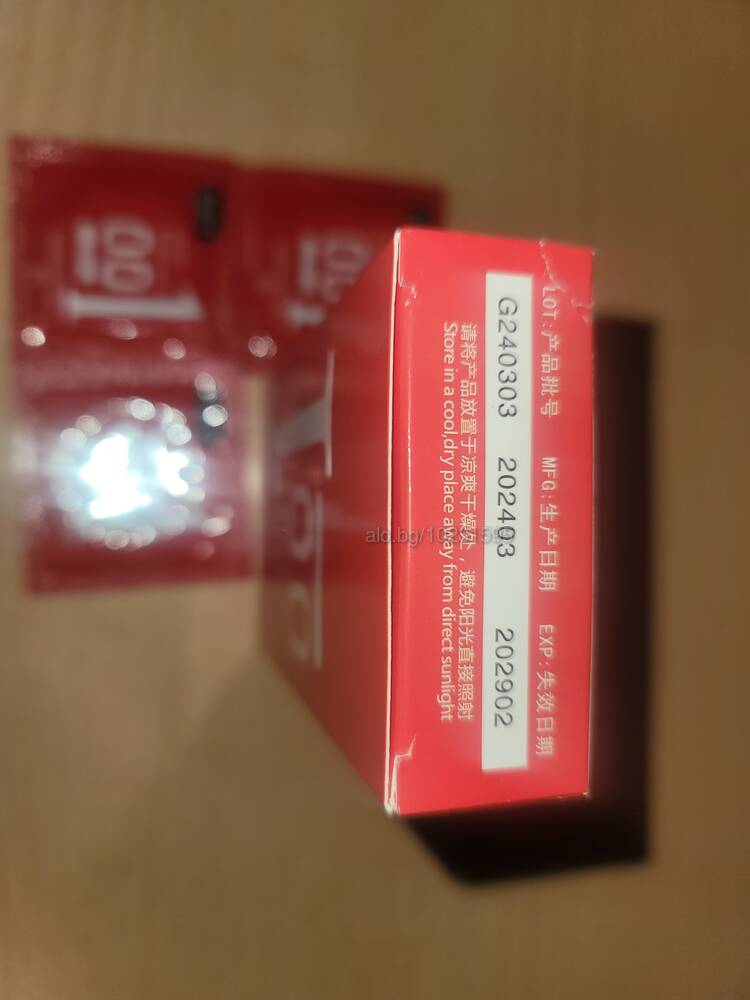 LOT:产品批号 MFG:生产日期 EXP:失效日期
G240303 202403 202902
请将产品放置于凉爽干燥处，避免阳光直接照射
Store in a cool,dry place away from direct sunlight
001